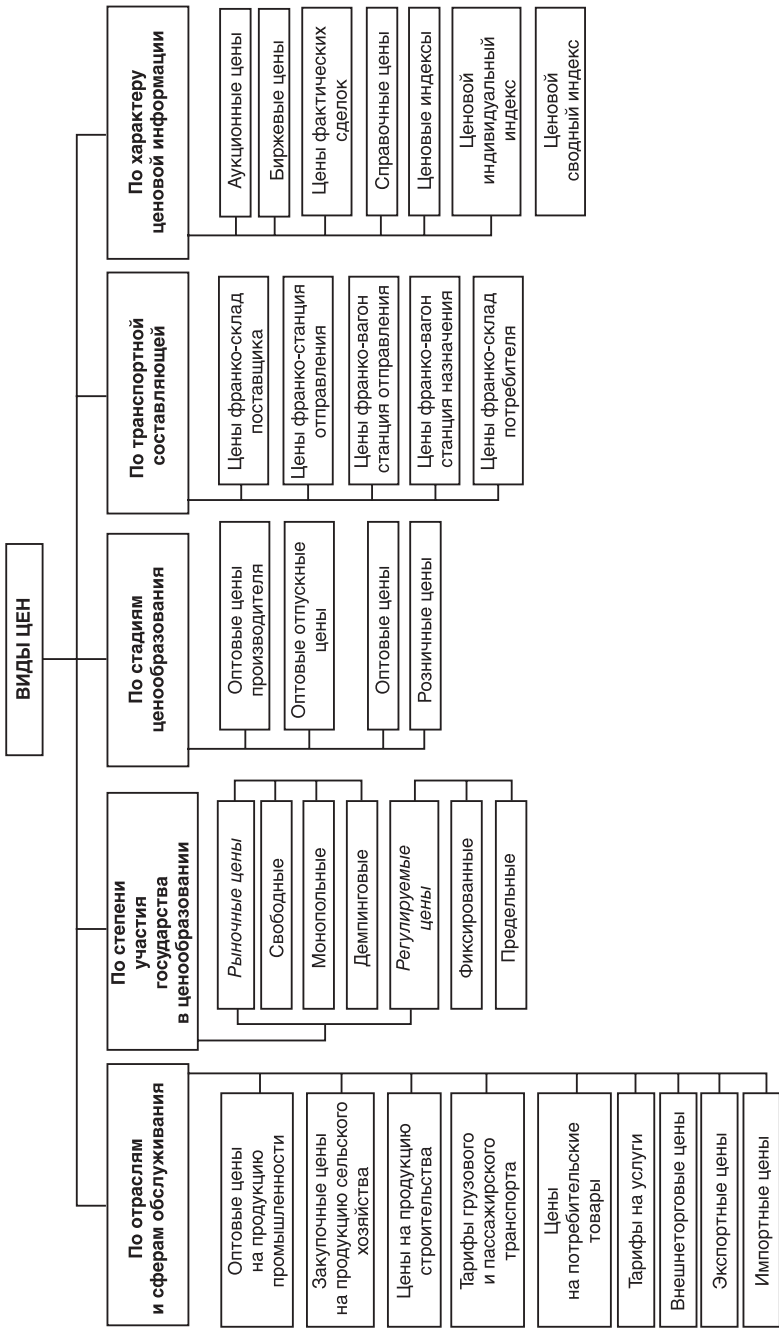 ВИДЫ ЦЕН
По отраслям
и сферам обслуживания
Оптовые цены
на продукцию
промышленности
Закупочные цены
на продукцию сельского
хозяйства
Цены на продукцию
строительства
Тарифы грузового
и пассажирского
транспорта
Цены
на потребительские
товары
Тарифы на услуги
Внешнеторговые цены
Экспортные цены
Импортные цены
По степени
участия
государства
в ценообразовании
Рыночные цены
Свободные
Монопольные
Демпинговые
Регулируемые
цены
Фиксированные
Предельные
По стадиям
ценообразования
Оптовые цены
производителя
Оптовые отпускные
цены
Оптовые цены
Розничные цены
По транспортной
составляющей
Цены франко-склад
поставщика
Цены франко-станция
отправления
Цены франко-вагон
станция отправления
Цены франко-вагон
станция назначения
Цены франко-склад
потребителя
По характеру
ценовой информации
Аукционные цены
Биржевые цены
Цены фактических
сделок
Справочные цены
Ценовые индексы
Ценовой
индивидуальный
индекс
Ценовой
сводный индекс